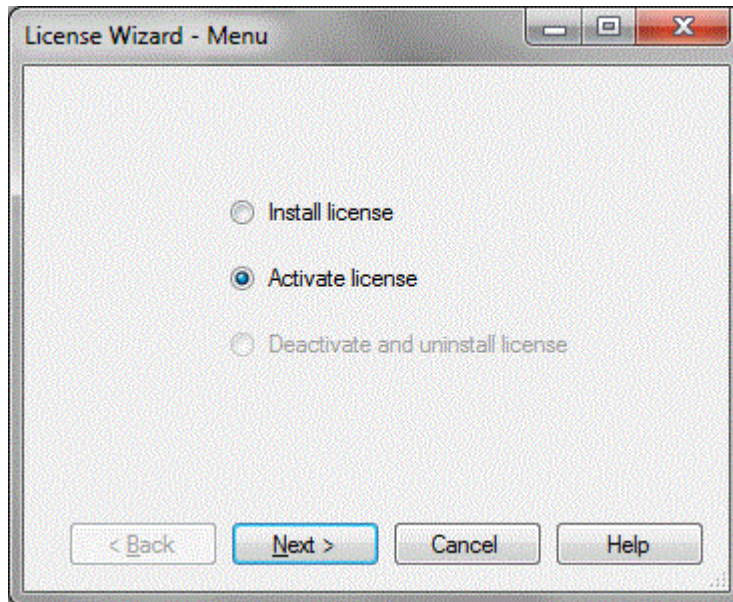 License Wizard - Menu
Install license
Activate license
Deactivate and uninstall license
< Back Next > Cancel Help